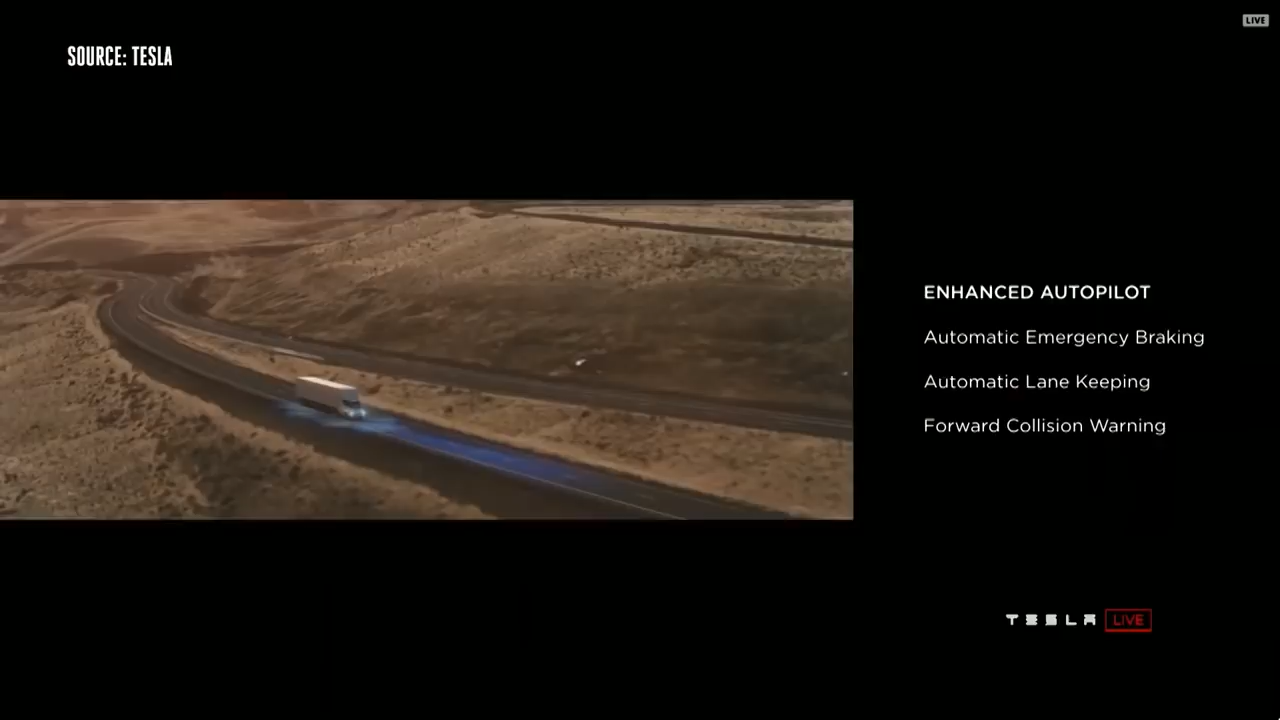 LIVE
SOURCE: TESLA
ENHANCED AUTOPILOT
Automatic Emergency Braking
Automatic Lane Keeping
Forward Collision Warning
TESLA LIVE